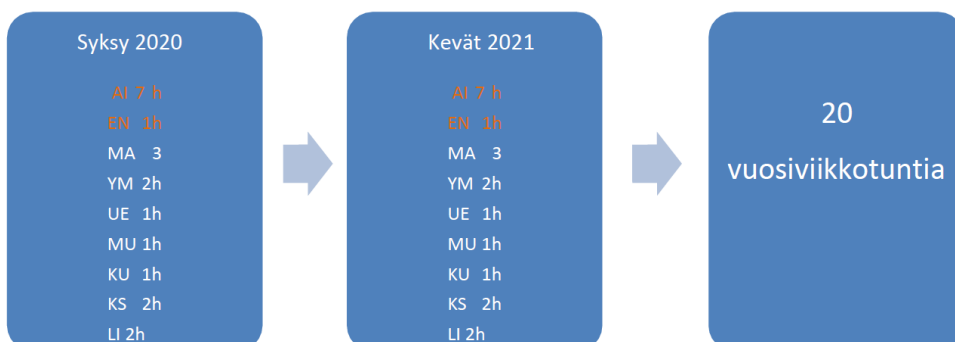 Syksy 2020
AI 7 h
EN 1h
MA 3
YM 2h
UE 1h
MU 1h
KU 1h
KS 2h
LI 2h
Kevät 2021
AI 7 h
EN 1h
MA 3
YM 2h
UE 1h
MU 1h
KU 1h
KS 2h
LI 2h
20
vuosiviikkotuntia